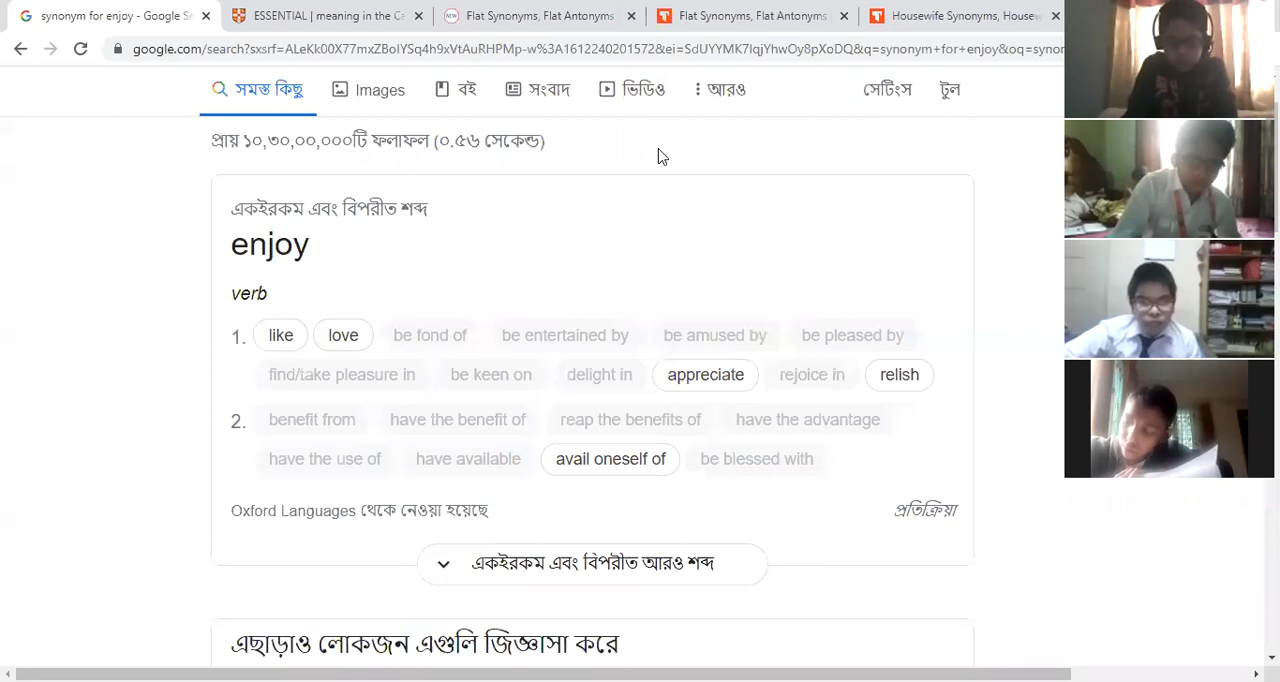 synonym for enjoy - Google Se
ESSENTIAL | meaning in the Ca
Flat Synonyms, Flat Antonyms
Flat Synonyms, Flat Antonyms
Housewife Synonyms, Housew
google.com/search?sxsrf=ALeKk00X77mxZBolYSq4h9xVtAuRHPMp-w%3A1612240201572&ei=SdUYYMK7IqjYhwOy8pXoDQ&q=synonym+for+enjoy&oq=synor
সমস্ত কিছু Images বই সংবাদ ভিডিও আরও সেটিংস টুল
প্রায় ১০,৩০,০০,০০০টি ফলাফল (০.৫৬ সেকেন্ড)
একইরকম এবং বিপরীত শব্দ
enjoy
verb
1. like love be fond of be entertained by be amused by be pleased by
find/take pleasure in be keen on delight in appreciate rejoice in relish
2. benefit from have the benefit of reap the benefits of have the advantage
have the use of have available avail oneself of be blessed with
Oxford Languages থেকে নেওয়া হয়েছে প্রতিক্রিয়া
একইরকম এবং বিপরীত আরও শব্দ
এছাড়াও লোকজন এগুলি জিজ্ঞাসা করে